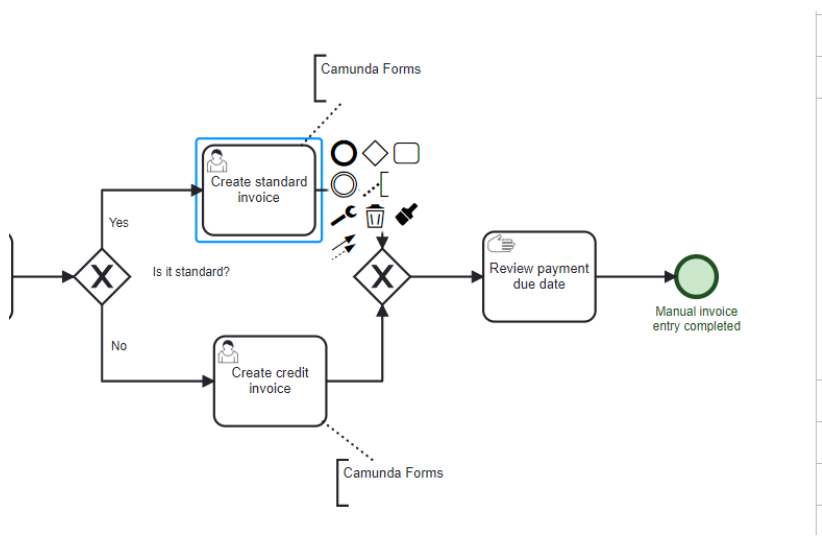 Camunda Forms
Create standard
invoice
Yes
Is it standard?
Review payment
due date
Manual invoice
entry completed
No
Create credit
invoice
Camunda Forms